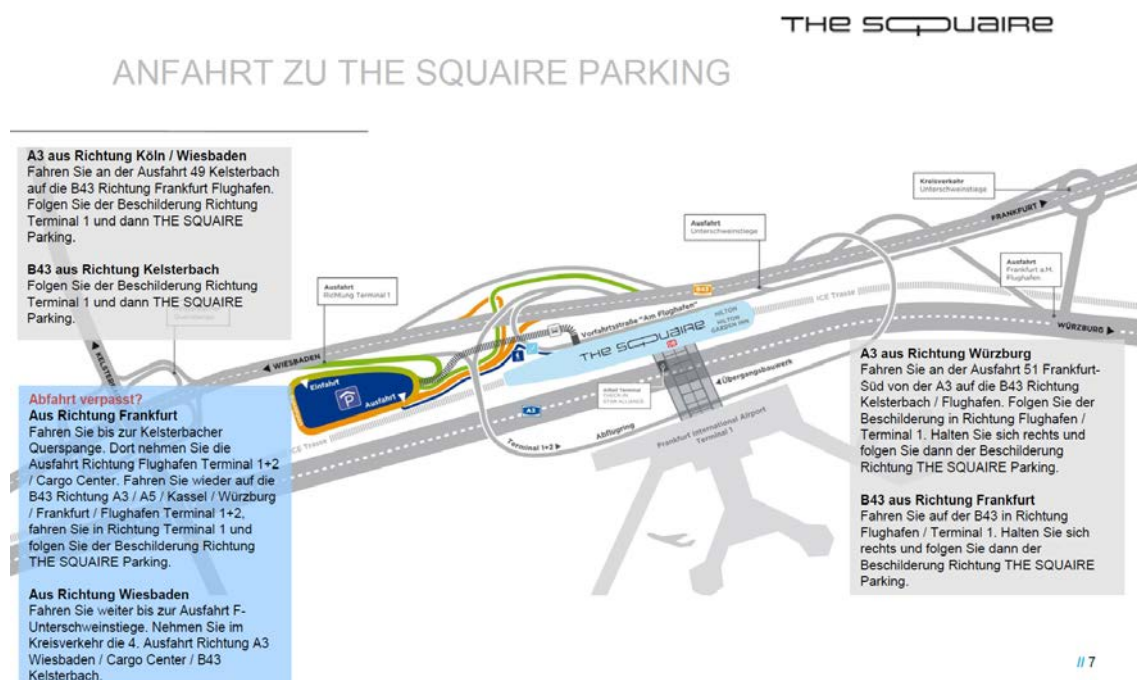 THE SQUAIRE
ANFAHRT ZU THE SQUAIRE PARKING
A3 aus Richtung Köln / Wiesbaden
Fahren Sie an der Ausfahrt 49 Kelsterbach
auf die B43 Richtung Frankfurt Flughafen.
Folgen Sie der Beschilderung Richtung
Terminal 1 und dann THE SQUAIRE
Parking.
B43 aus Richtung Kelsterbach
Folgen Sie der Beschilderung Richtung
Terminal 1 und dann THE SQUAIRE
Parking.
Abfahrt verpasst?
Aus Richtung Frankfurt
Fahren Sie bis zur Kelsterbacher
Querspange. Dort nehmen Sie die
Ausfahrt Richtung Flughafen Terminal 1+2
/ Cargo Center. Fahren Sie wieder auf die
B43 Richtung A3 / A5 / Kassel / Würzburg
/ Frankfurt / Flughafen Terminal 1+2,
fahren Sie in Richtung Terminal 1 und
folgen Sie der Beschilderung Richtung
THE SQUAIRE Parking.
Aus Richtung Wiesbaden
Fahren Sie weiter bis zur Ausfahrt F-
Unterschweinstiege. Nehmen Sie im
Kreisverkehr die 4. Ausfahrt Richtung A3
Wiesbaden / Cargo Center / B43
Kelsterbach.
Kreisverkehr
Unterschweinstiege
FRANKFURT
Ausfahrt
Unterschweinstiege
Ausfahrt
Frankfurt a.M.
Flughafen
Ausfahrt
Richtung Terminal 1
B43
ICE Trasse
WÜRZBURG
Vorfahrtsstraße "Am Flughafen"
HILTON
HILTON
GARDEN INN
THE SQUAIRE
WIESBADEN
Einfahrt
P
Ausfahrt
A3
Übergangsbauwerk
ICE Trasse
Terminal 1+2
Abflugring
Frankfurt International Airport
Terminal 1
A3 aus Richtung Würzburg
Fahren Sie an der Ausfahrt 51 Frankfurt-
Süd von der A3 auf die B43 Richtung
Kelsterbach / Flughafen. Folgen Sie der
Beschilderung in Richtung Flughafen /
Terminal 1. Halten Sie sich rechts und
folgen Sie dann der Beschilderung
Richtung THE SQUAIRE Parking.
B43 aus Richtung Frankfurt
Fahren Sie auf der B43 in Richtung
Flughafen / Terminal 1. Halten Sie sich
rechts und folgen Sie dann der
Beschilderung Richtung THE SQUAIRE
Parking.
// 7